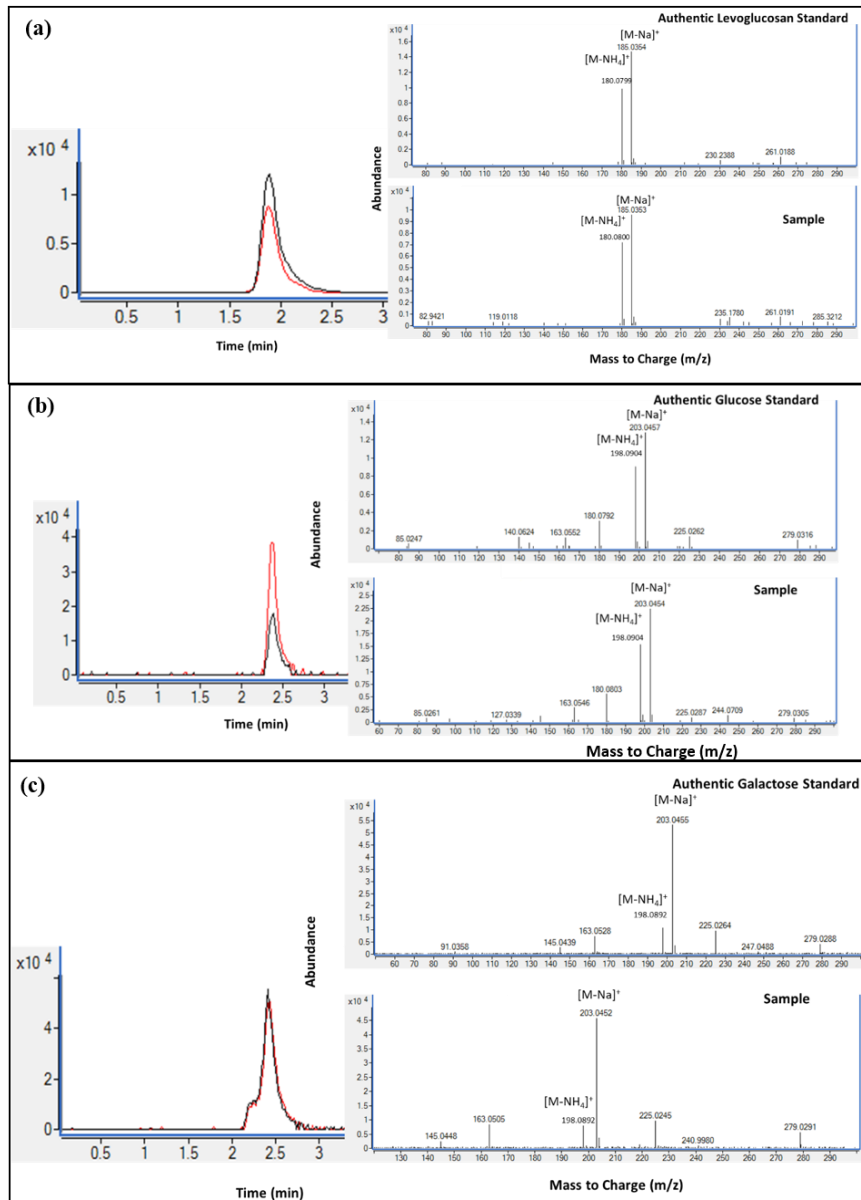 (a)
Authentic Levoglucosan Standard
x10 4
[M-Na]+
185.0354
[M-NH4]+
180.0799
1.6
1.4
1.2
1
0.8
0.6
0.4
0.2
0
230.2388
261.0188
80 90 100 110 120 130 140 150 160 170 180 190 200 210 220 230 240 250 260 270 280 290
x10 4
1
0.5
0
0.5 1 1.5 2 2.5 3
Time (min)
Abundance
x10 4
[M-Na]+
185.0353
Sample
[M-NH4]+
180.0800
1.1
1
0.9
0.8
0.7
0.6
0.5
0.4
0.3
0.2
0.1
0
82.9421
119.0118
235.1780
261.0191
285.3212
80 90 100 110 120 130 140 150 160 170 180 190 200 210 220 230 240 250 260 270 280 290
Mass to Charge (m/z)
(b)
Authentic Glucose Standard
x10 4
[M-Na]+
203.0457
[M-NH4]+
198.0904
1.4
1.2
1
0.8
0.6
0.4
0.2
0
85.0247
140.0624
163.0552
180.0792
225.0262
279.0316
80 90 100 110 120 130 140 150 160 170 180 190 200 210 220 230 240 250 260 270 280 290
x10 4
4
3
2
1
0
0.5 1 1.5 2 2.5 3
Time (min)
Abundance
x10 4
[M-Na]+
203.0454
Sample
[M-NH4]+
198.0904
2.5
2.25
2
1.75
1.5
1.25
1
0.75
0.5
0.25
0
85.0261
127.0339
163.0546
180.0803
225.0287
244.0709
279.0305
60 70 80 90 100 110 120 130 140 150 160 170 180 190 200 210 220 230 240 250 260 270 280 290
Mass to Charge (m/z)
(c)
Authentic Galactose Standard
x10 4
[M-Na]+
203.0455
[M-NH4]+
198.0892
5.5
5
4.5
4
3.5
3
2.5
2
1.5
1
0.5
0
91.0358
145.0439
163.0528
225.0264
247.0488
279.0288
60 70 80 90 100 110 120 130 140 150 160 170 180 190 200 210 220 230 240 250 260 270 280 290
x10 4
4
2
0
0.5 1 1.5 2 2.5 3
Time (min)
Abundance
x10 4
[M-Na]+
203.0452
Sample
[M-NH4]+
198.0892
4.5
4
3.5
3
2.5
2
1.5
1
0.5
0
145.0448
163.0505
225.0245
240.9980
279.0291
130 140 150 160 170 180 190 200 210 220 230 240 250 260 270 280 290
Mass to Charge (m/z)